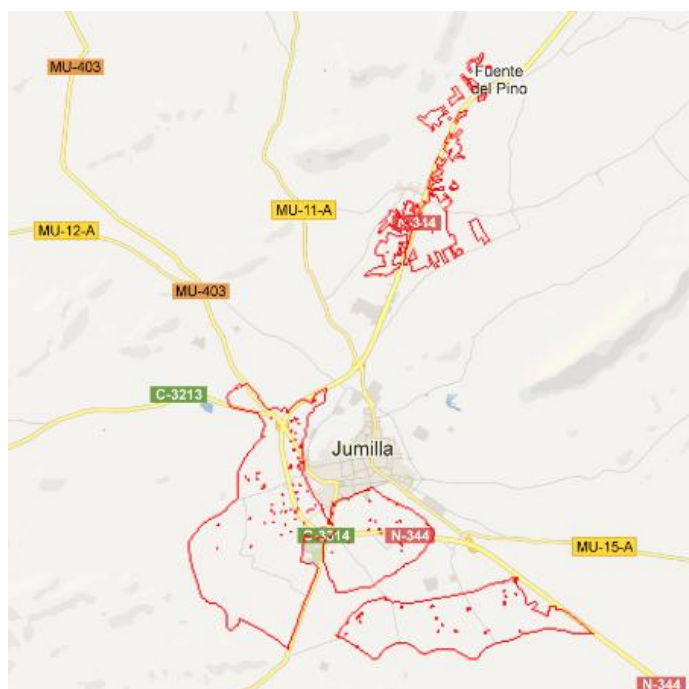 MU-403
Fuente
del Pino
MU-11-A
N-344
MU-12-A
MU-403
C-3213
Jumilla
C-3314
N-344
MU-15-A
N-344